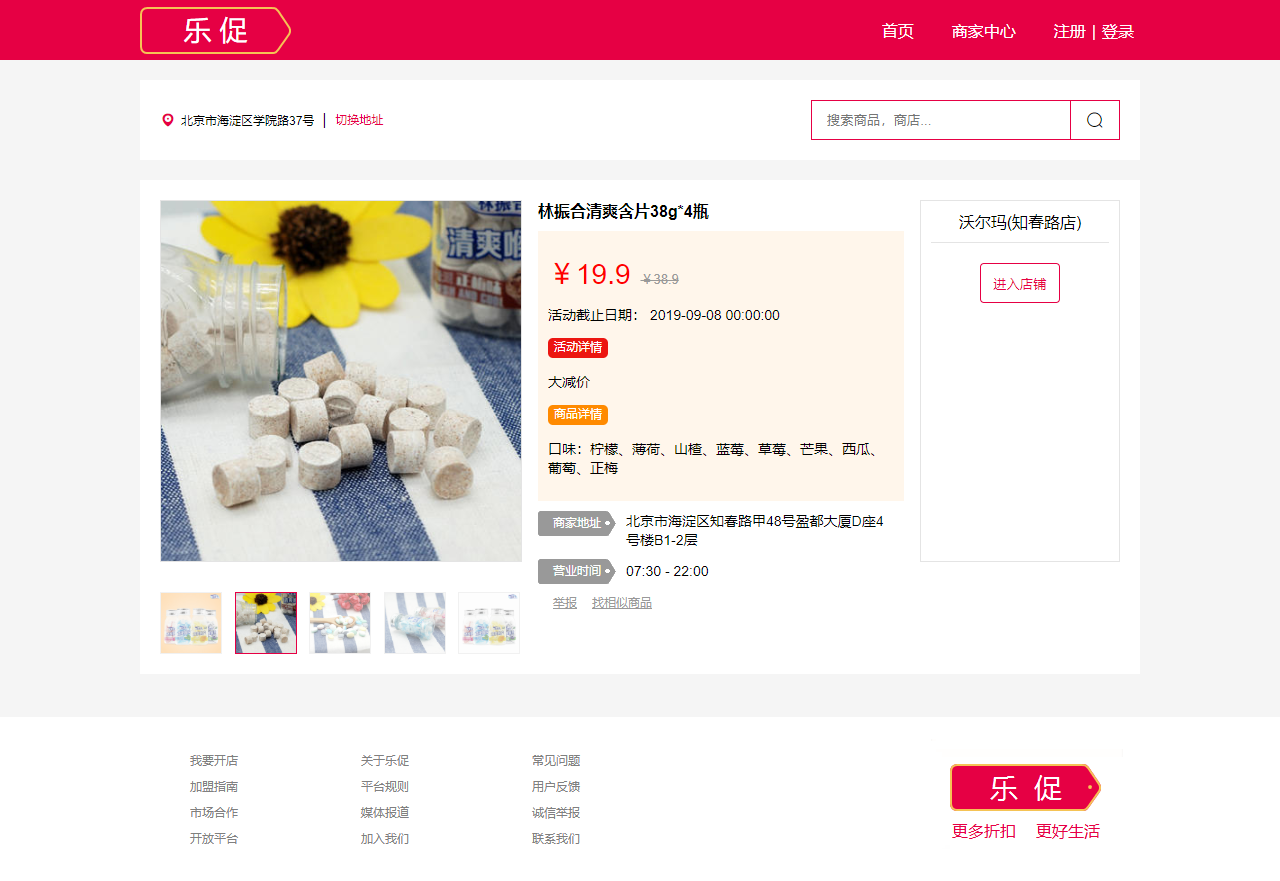 乐 促
首页
商家中心
注册 | 登录
北京市海淀区学院路37号 | 切换地址
搜索商品，商店...
林振合清爽含片38g*4瓶
￥19.9 ￥38.9
活动截止日期： 2019-09-08 00:00:00
活动详情
大减价
商品详情
口味：柠檬、薄荷、山楂、蓝莓、草莓、芒果、西瓜、
葡萄、正梅
商家地址
北京市海淀区知春路甲48号盈都大厦D座4
号楼B1-2层
营业时间
07:30 - 22:00
举报
找相似商品
沃尔玛(知春路店)
进入店铺
清爽喉
我要开店
关于乐促
常见问题
加盟指南
平台规则
用户反馈
市场合作
媒体报道
诚信举报
开放平台
加入我们
联系我们
乐 促
更多折扣 更好生活